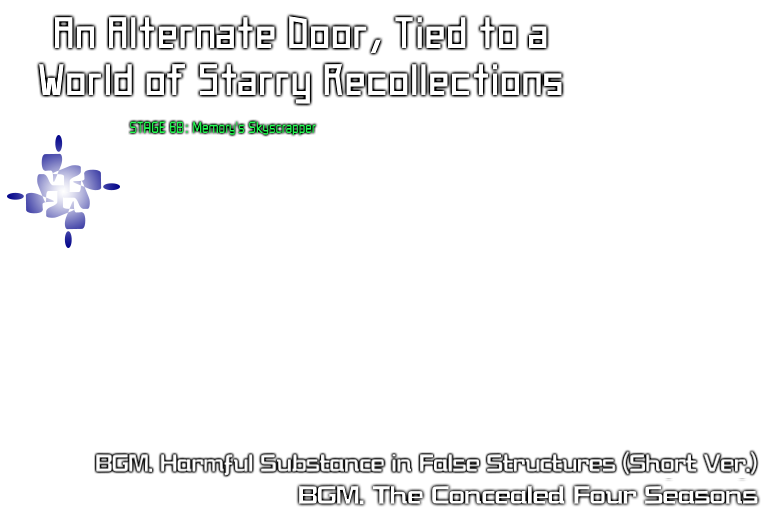 An Alternate Door, Tied to a
World of Starry Recollections
STAGE 6B: Memory's Skyscrapper
BGM. Harmful Substance in False Structures (Short Ver.)
BGM. The Concealed Four Seasons